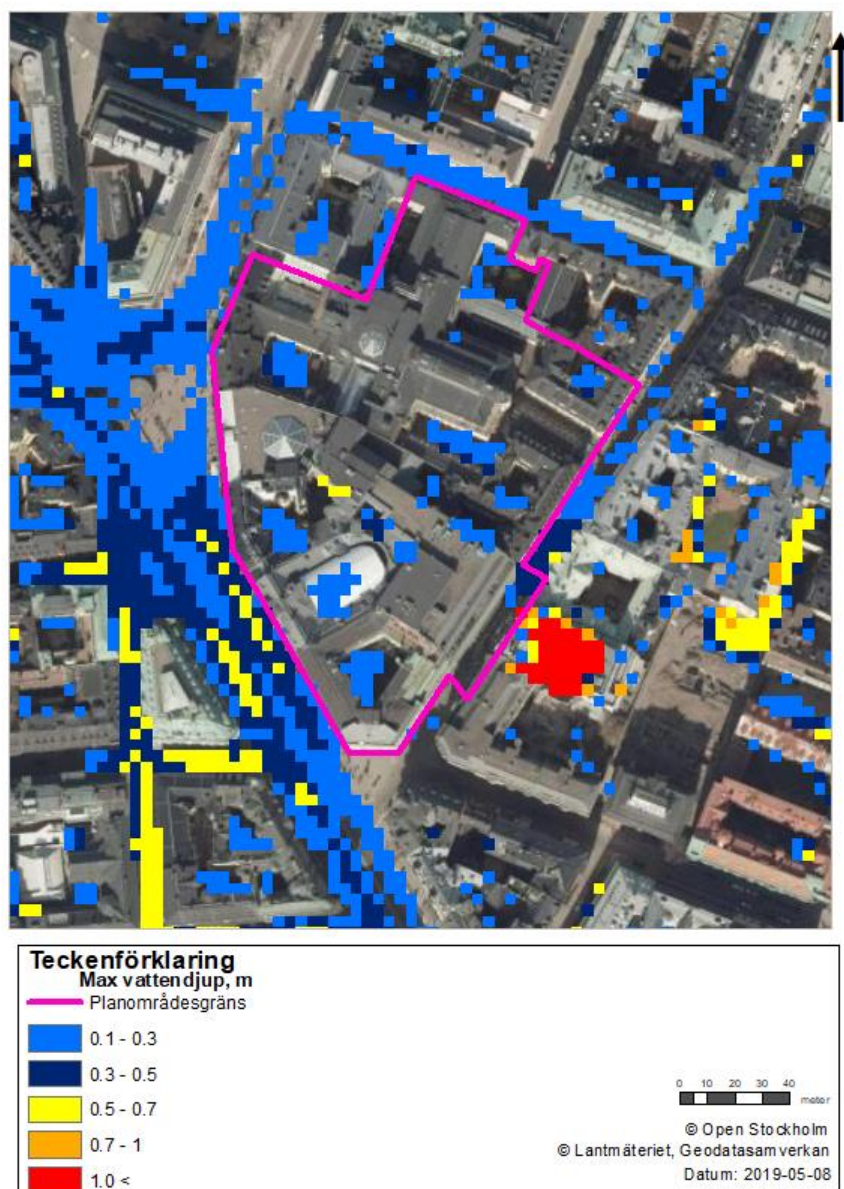 Teckenförklaring
Max vattendjup, m
Planområdesgräns
0.1 - 0.3
0.3 - 0.5
0.5 - 0.7
0.7 - 1
1.0 <
0 10 20 30 40
meter
© Open Stockholm
© Lantmäteriet, Geodatasamverkan
Datum: 2019-05-08